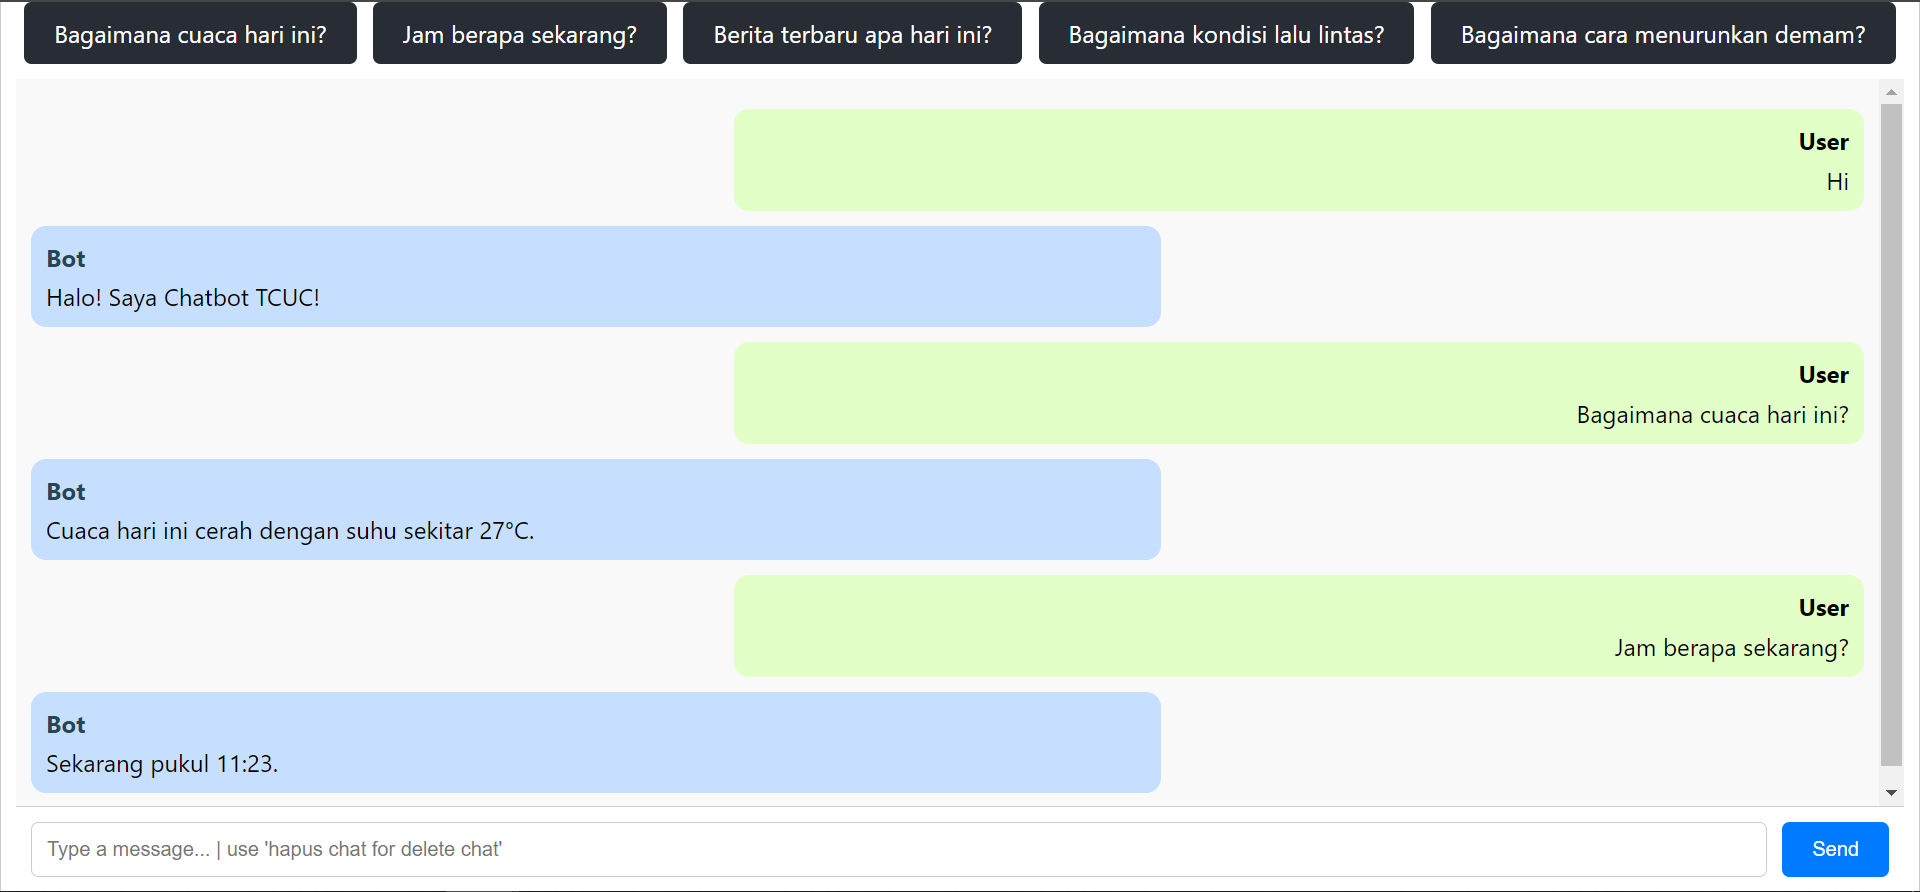 Bagaimana cuaca hari ini?
Jam berapa sekarang?
Berita terbaru apa hari ini?
Bagaimana kondisi lalu lintas?
Bagaimana cara menurunkan demam?
User
Hi
Bot
Halo! Saya Chatbot TCUC!
User
Bagaimana cuaca hari ini?
Bot
Cuaca hari ini cerah dengan suhu sekitar 27°C.
User
Jam berapa sekarang?
Bot
Sekarang pukul 11:23.
Type a message... | use 'hapus chat for delete chat'
Send